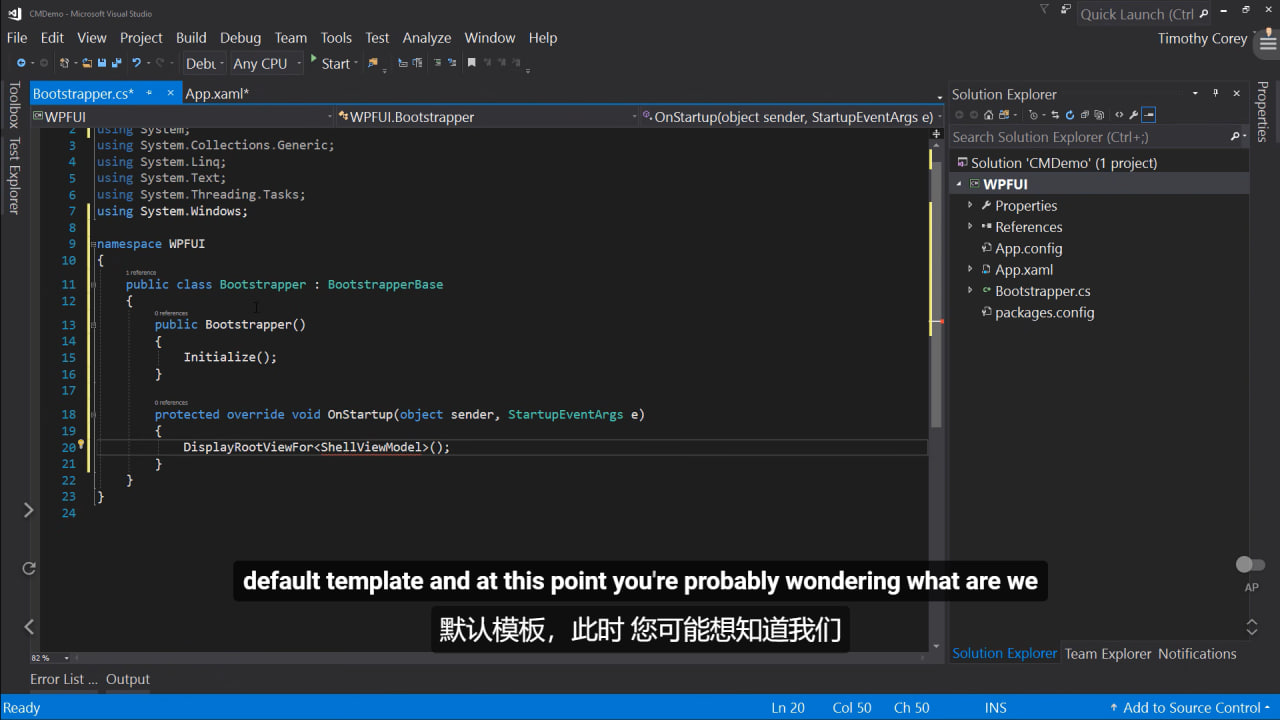 CMDemo - Microsoft Visual Studio
Quick Launch (Ctrl
File Edit View Project Build Debug Team Tools Test Analyze Window Help
Timothy Corey
Debu Any CPU Start
Bootstrapper.cs* App.xaml*
WPFUI WPFUI.Bootstrapper OnStartup(object sender, StartupEventArgs e)
Toolbox
Test Explorer
2 using System;
3 using System.Collections.Generic;
4 using System.Linq;
5 using System.Text;
6 using System.Threading.Tasks;
7 using System.Windows;
8
9 namespace WPFUI
10 {
1 reference
11 public class Bootstrapper : BootstrapperBase
12 {
0 references
13 public Bootstrapper()
14 {
15 Initialize();
16 }
17
0 references
18 protected override void OnStartup(object sender, StartupEventArgs e)
19 {
20 DisplayRootViewFor<ShellViewModel>();
21 }
22 }
23 }
24
Solution Explorer
Search Solution Explorer (Ctrl+;)
Solution 'CMDemo' (1 project)
WPFUI
Properties
References
App.config
App.xaml
Bootstrapper.cs
packages.config
Properties
AP
default template and at this point you're probably wondering what are we
默认模板，此时 您可能想知道我们
82 %
Solution Explorer Team Explorer Notifications
Error List ... Output
Ready Ln 20 Col 50 Ch 50 INS Add to Source Control